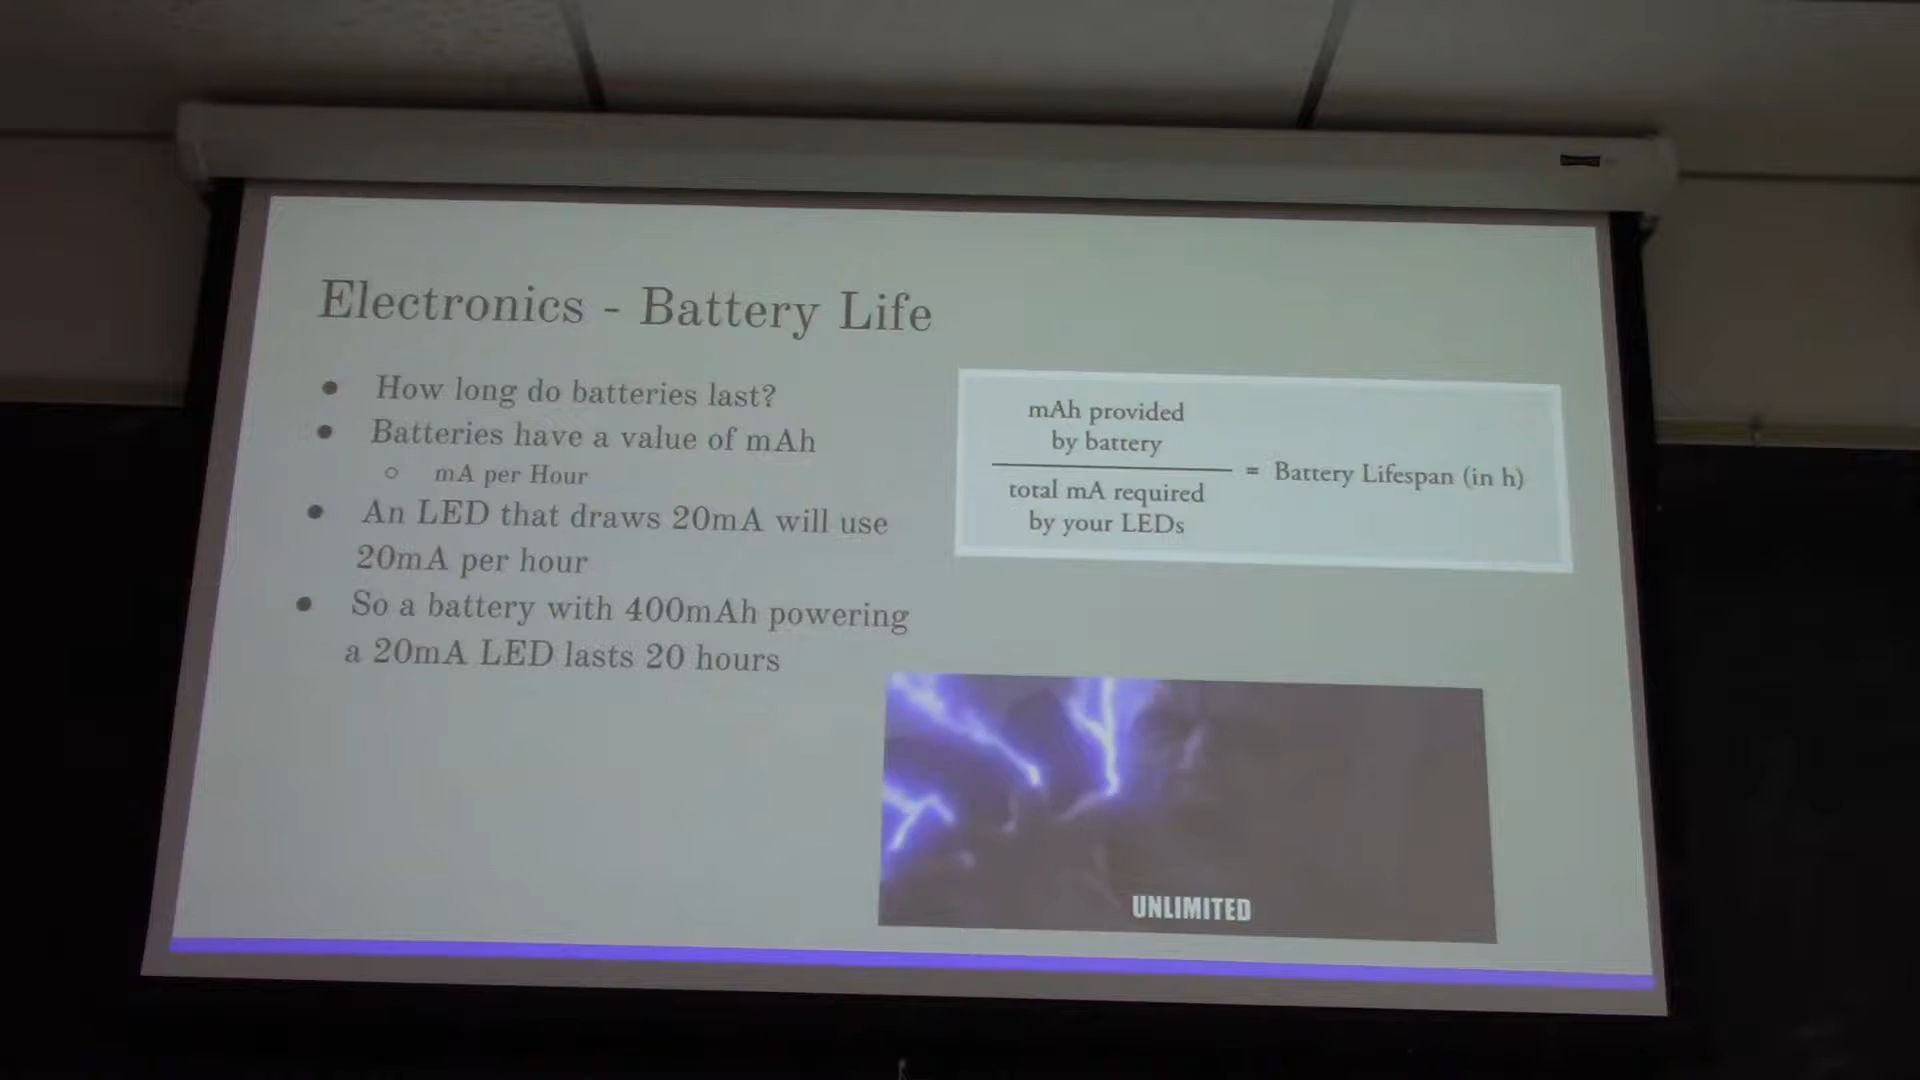 Electronics - Battery Life
How long do batteries last?
Batteries have a value of mAh
mA per Hour
An LED that draws 20mA will use
20mA per hour
So a battery with 400mAh powering
a 20mA LED lasts 20 hours
mAh provided
by battery
total mA required
by your LEDs
= Battery Lifespan (in h)
UNLIMITED